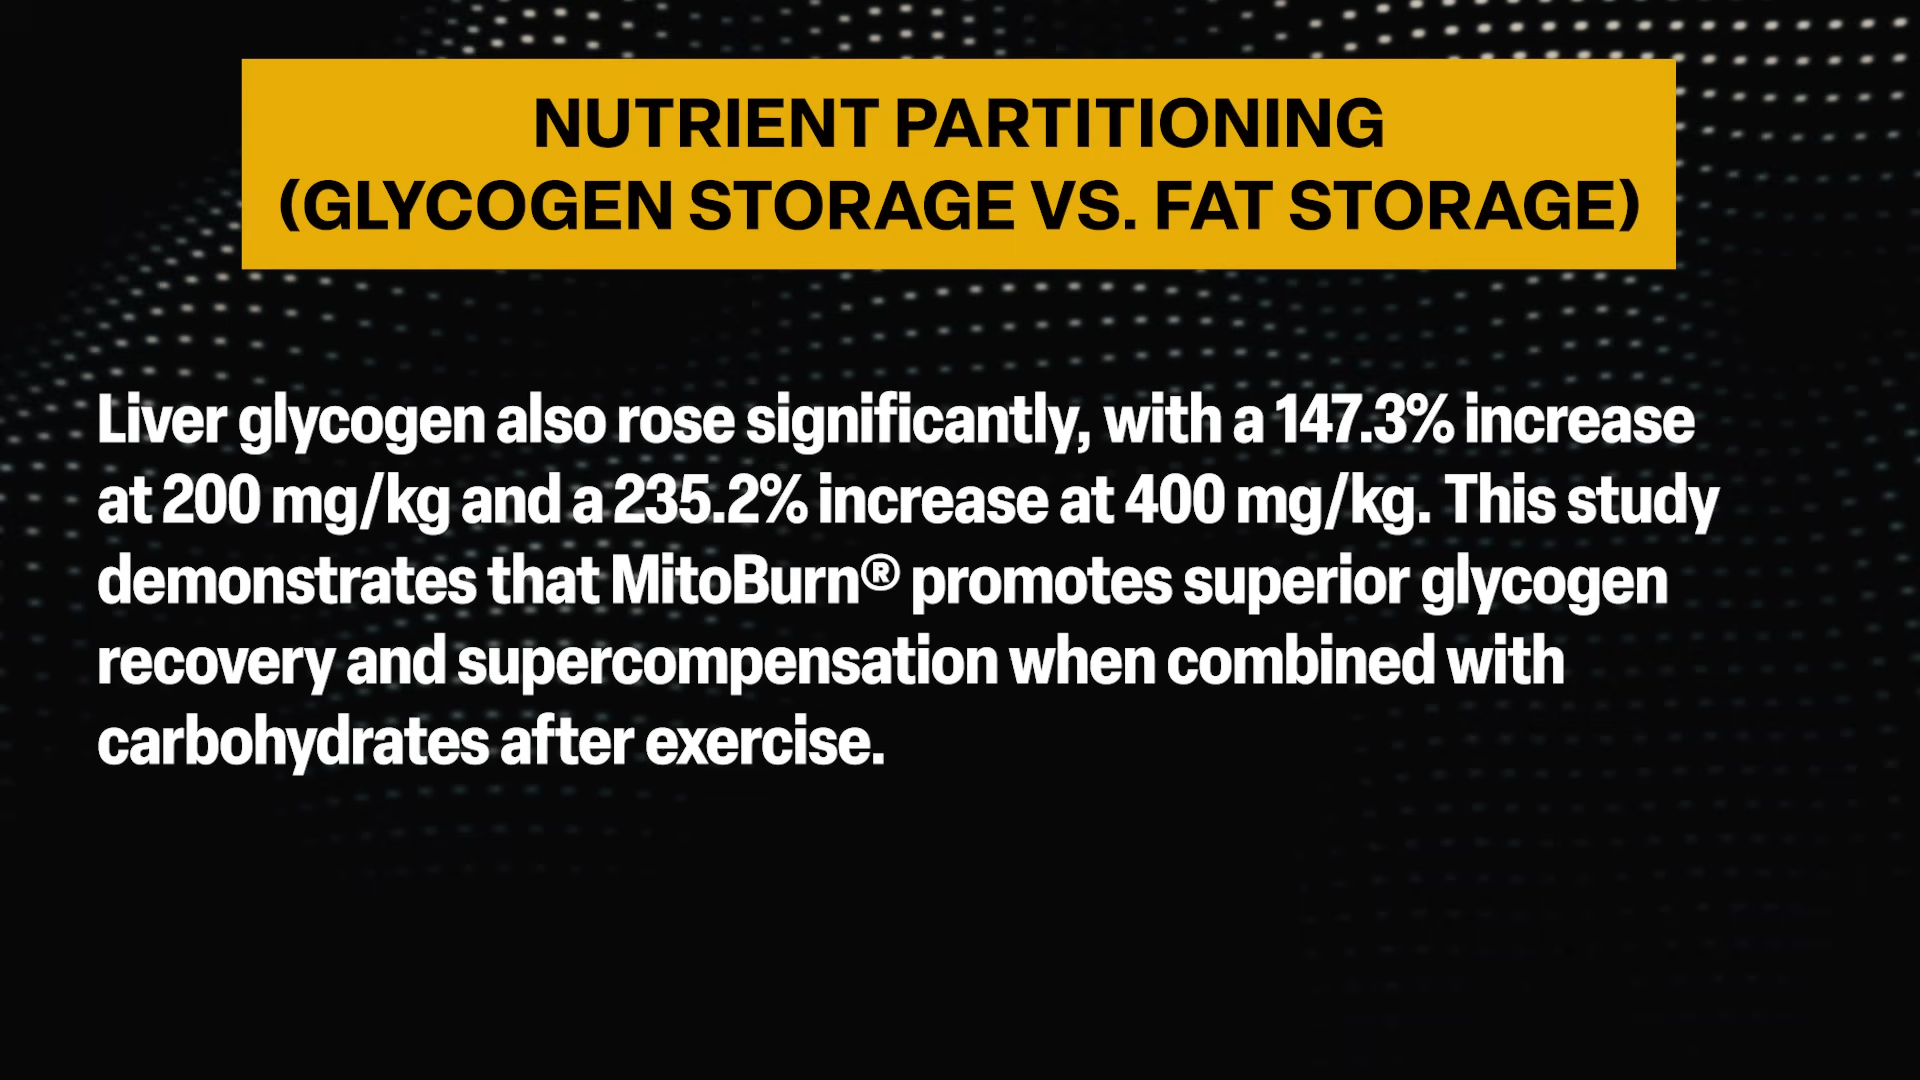 NUTRIENT PARTITIONING
(GLYCOGEN STORAGE VS. FAT STORAGE)
Liver glycogen also rose significantly, with a 147.3% increase
at 200 mg/kg and a 235.2% increase at 400 mg/kg. This study
demonstrates that MitoBurn® promotes superior glycogen
recovery and supercompensation when combined with
carbohydrates after exercise.